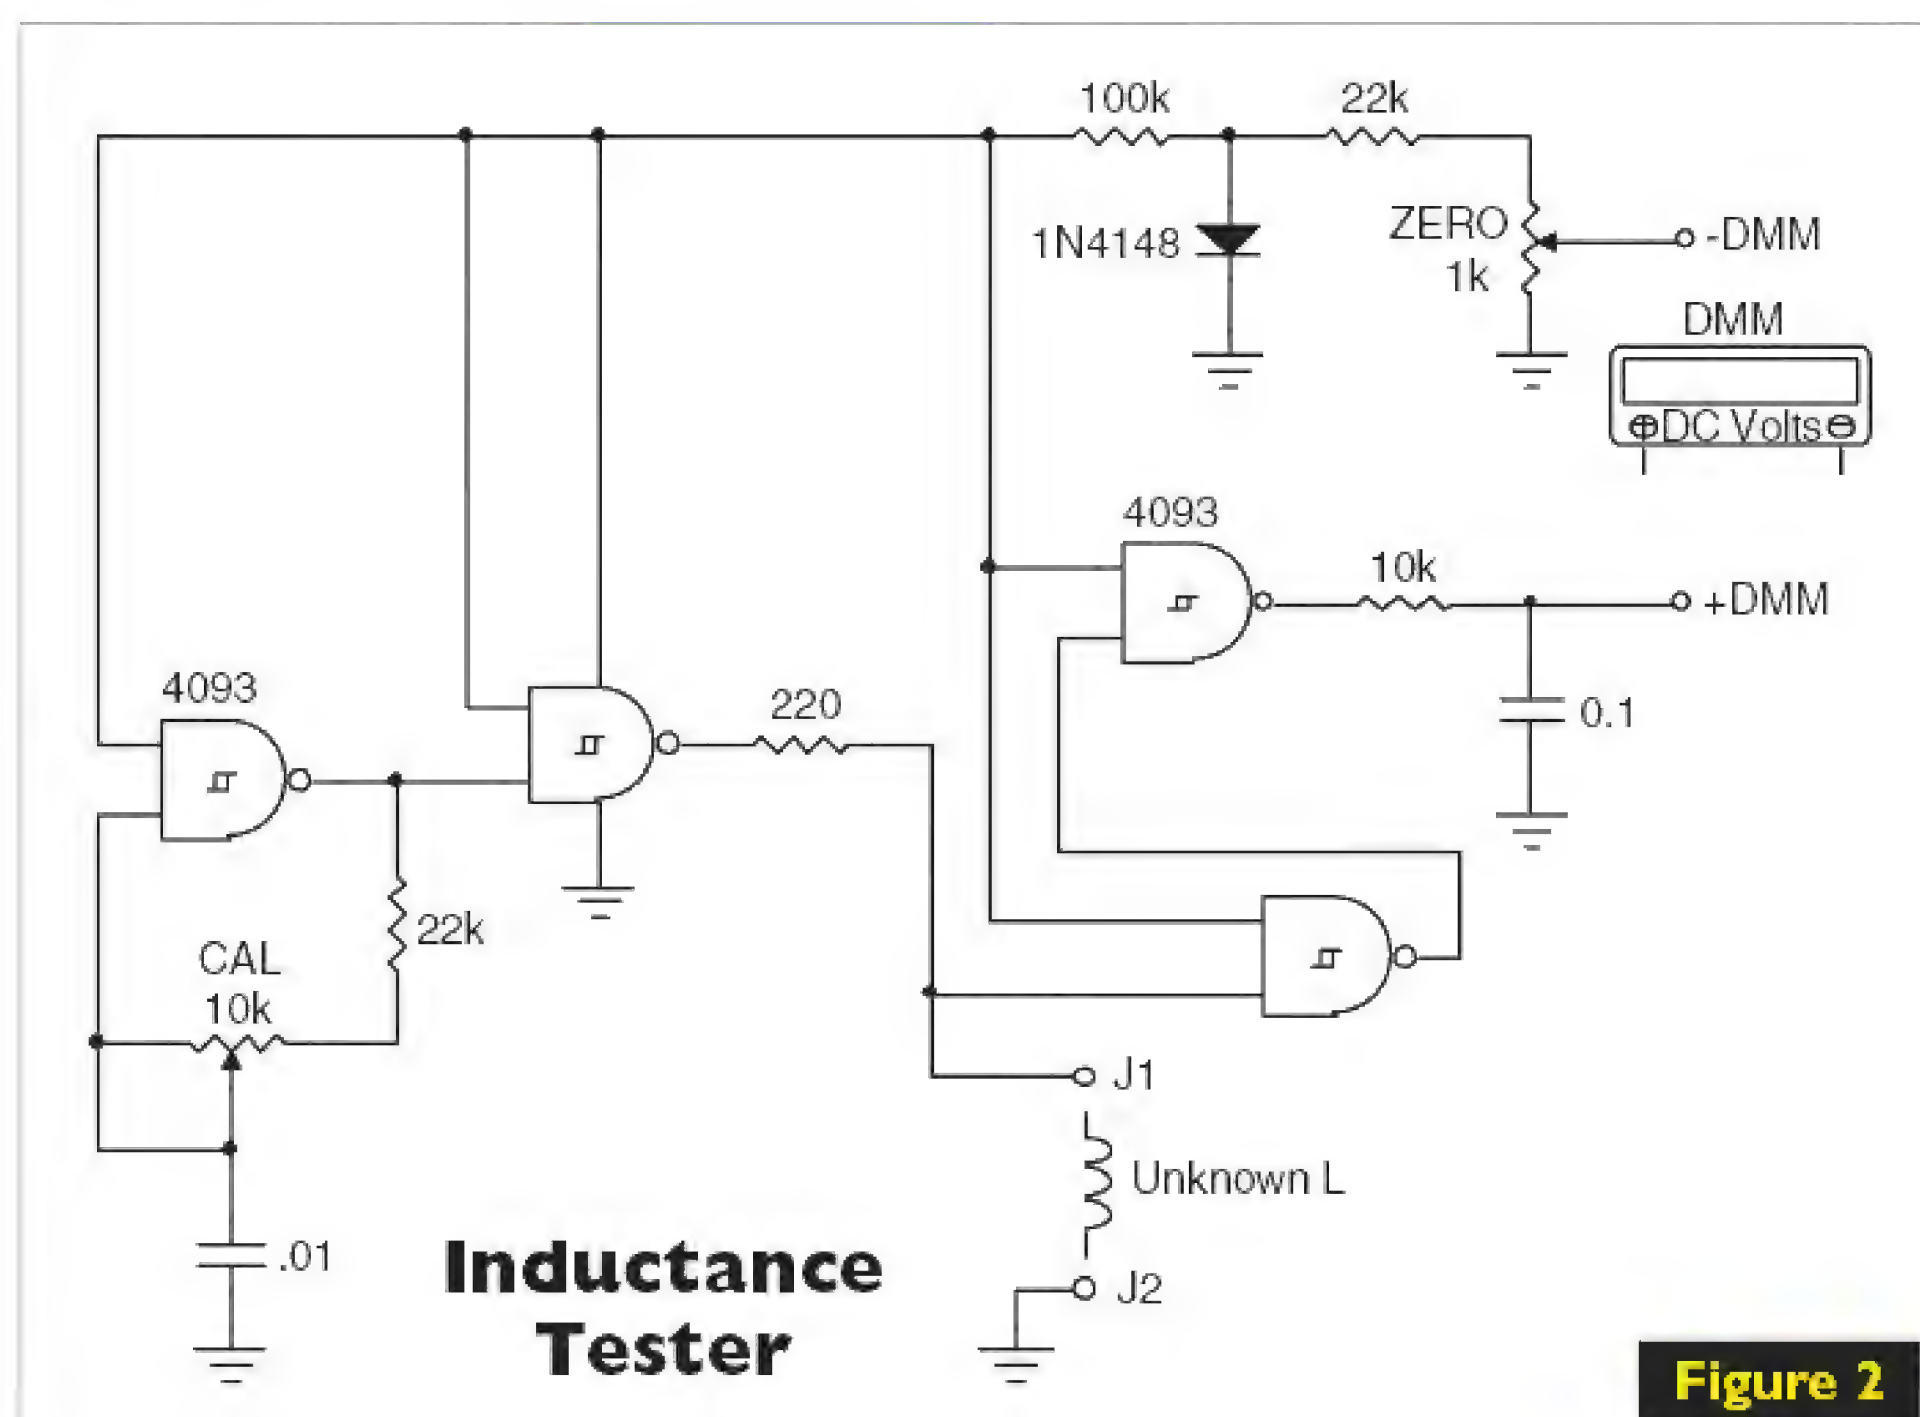 100k
22k
1N4148
ZERO
1k
-DMM
DMM
DC Volts
4093
10k
+DMM
0.1
4093
220
22k
CAL
10k
J1
Unknown L
J2
.01
Inductance
Tester
Figure 2